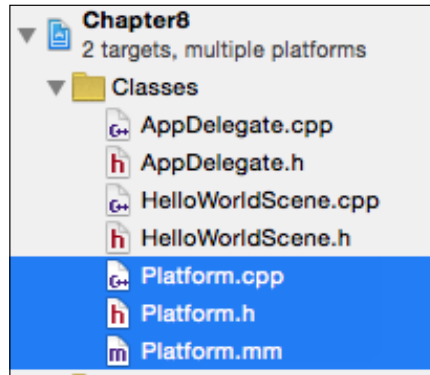 Chapter8
2 targets, multiple platforms
Classes
C++ AppDelegate.cpp
h AppDelegate.h
C++ HelloWorldScene.cpp
h HelloWorldScene.h
C++ Platform.cpp
h Platform.h
m Platform.mm